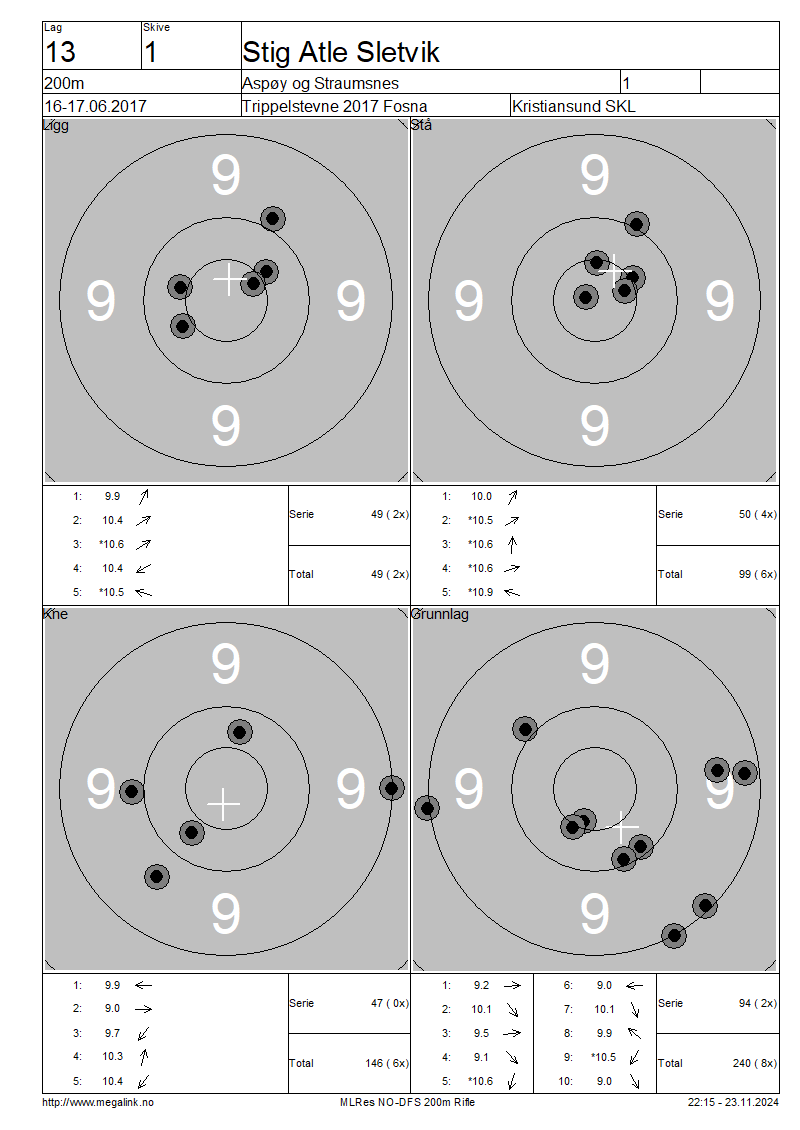 Lag Skive
13 1 Stig Atle Sletvik
200m Aspøy og Straumsnes 1
16-17.06.2017 Trippelstevne 2017 Fosna Kristiansund SKL
Ligg Stå
9 9
9 9 9 9
9 9
1: 9.9 1: 10.0
2: 10.4 Serie 49 ( 2x) 2: *10.5 Serie 50 ( 4x)
3: *10.6 3: *10.6
4: 10.4 Total 49 ( 2x) 4: *10.6 Total 99 ( 6x)
5: *10.5 5: *10.9
Kne Grunnlag
9 9
9 9 9 9
9 9
1: 9.9 1: 9.2 6: 9.0
2: 9.0 Serie 47 ( 0x) 2: 10.1 7: 10.1 Serie 94 ( 2x)
3: 9.7 3: 9.5 8: 9.9
4: 10.3 Total 146 ( 6x) 4: 9.1 9: *10.5 Total 240 ( 8x)
5: 10.4 5: *10.6 10: 9.0
http://www.megalink.no MLRes NO-DFS 200m Rifle 22:15 - 23.11.2024